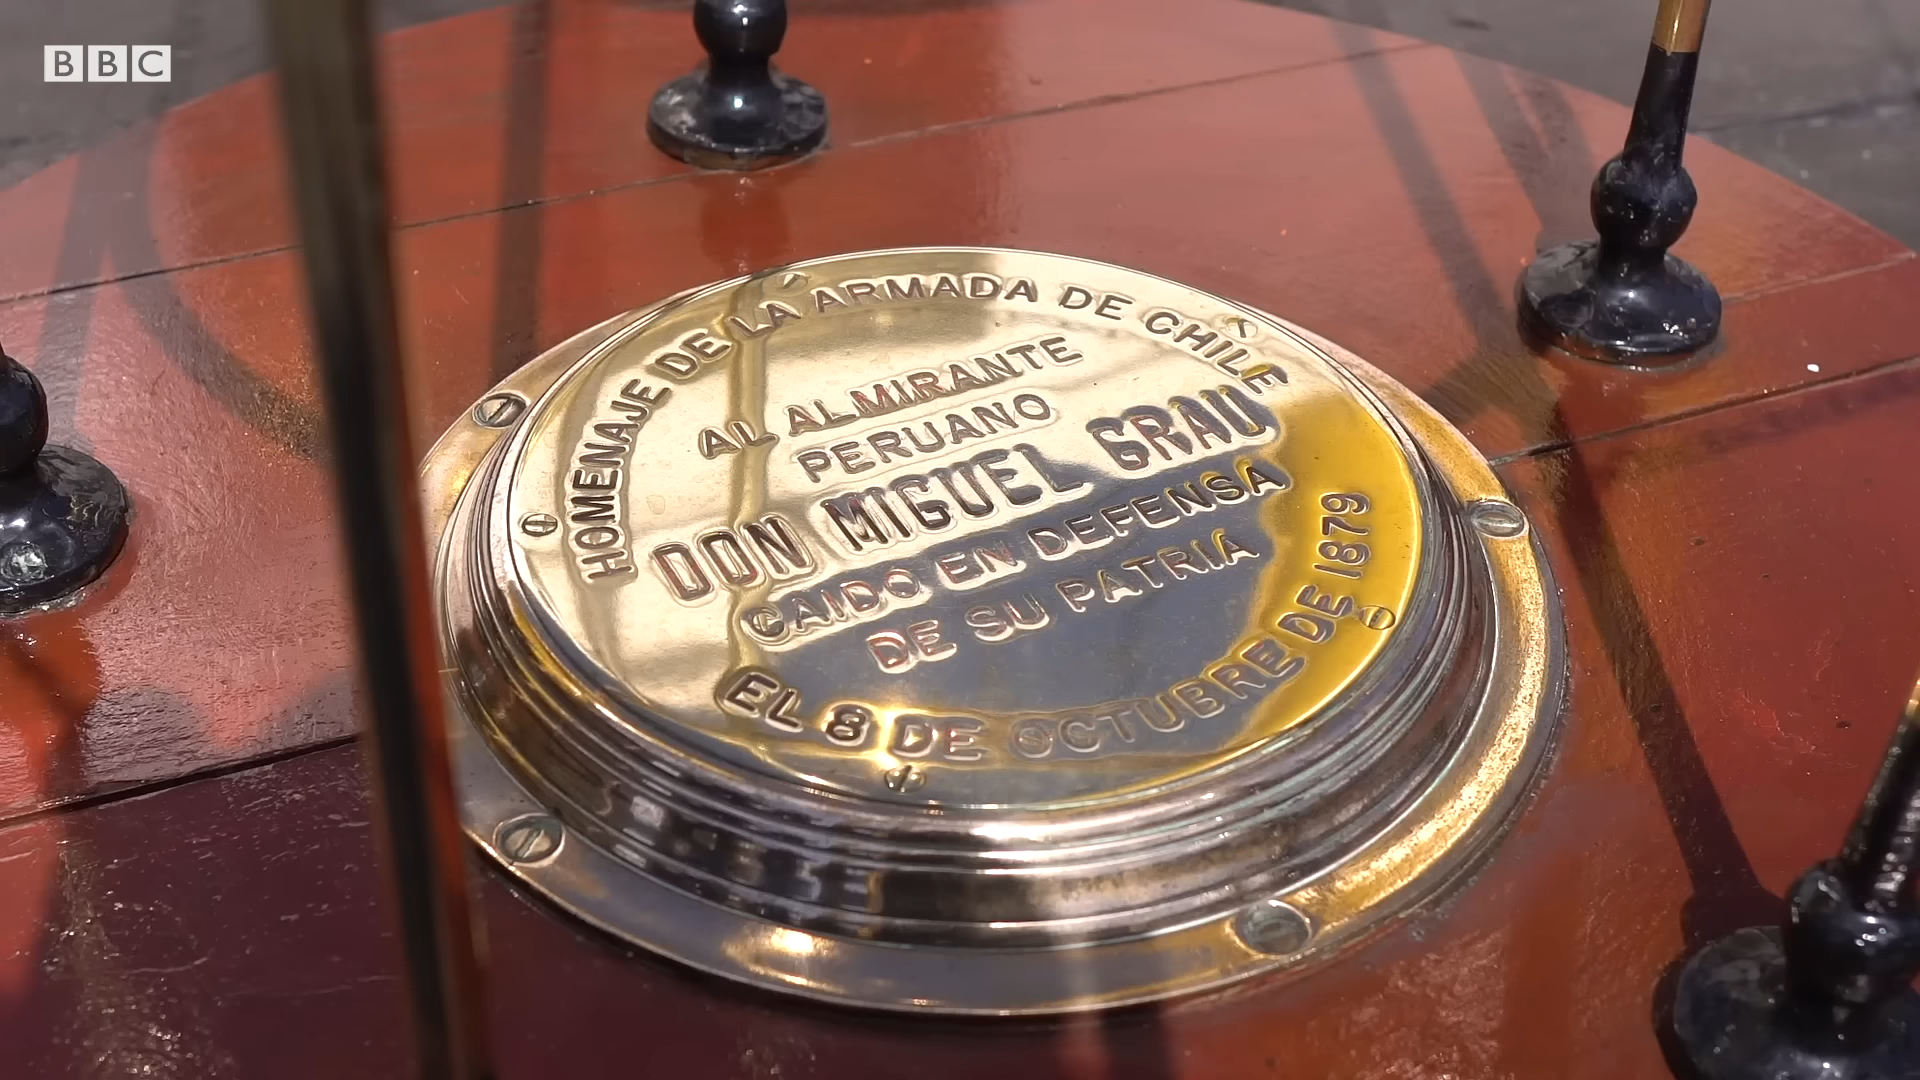 BBC
HOMENAJE DE LA ARMADA DE CHILE
AL ALMIRANTE
PERUANO
DON MIGUEL GRAU
CAIDO EN DEFENSA
DE SU PATRIA
EL 8 DE OCTUBRE DE 1879